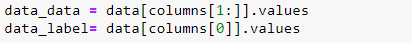 data_data = data[columns[1:]].values
data_label= data[columns[0]].values